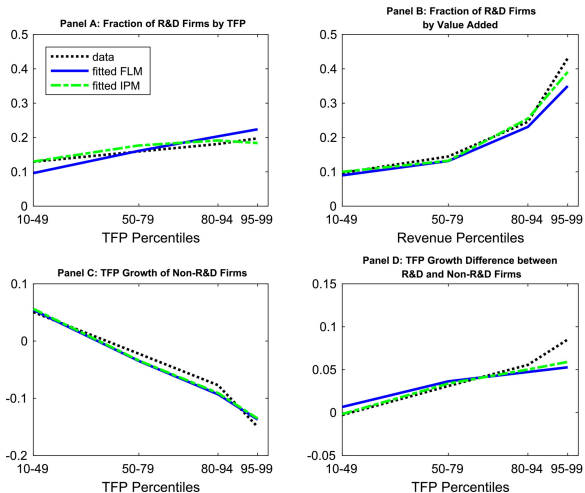 Panel A: Fraction of R&D Firms by TFP
0.5
0.4
0.3
0.2
0.1
0
data
fitted FLM
fitted IPM
10-49
50-79
80-94
95-99
TFP Percentiles
Panel B: Fraction of R&D Firms
by Value Added
0.5
0.4
0.3
0.2
0.1
0
10-49
50-79
80-94
95-99
Revenue Percentiles
Panel C: TFP Growth of Non-R&D Firms
0.1
0
-0.1
-0.2
10-49
50-79
80-94
95-99
TFP Percentiles
Panel D: TFP Growth Difference between
R&D and Non-R&D Firms
0.15
0.1
0.05
0
-0.05
10-49
50-79
80-94
95-99
TFP Percentiles